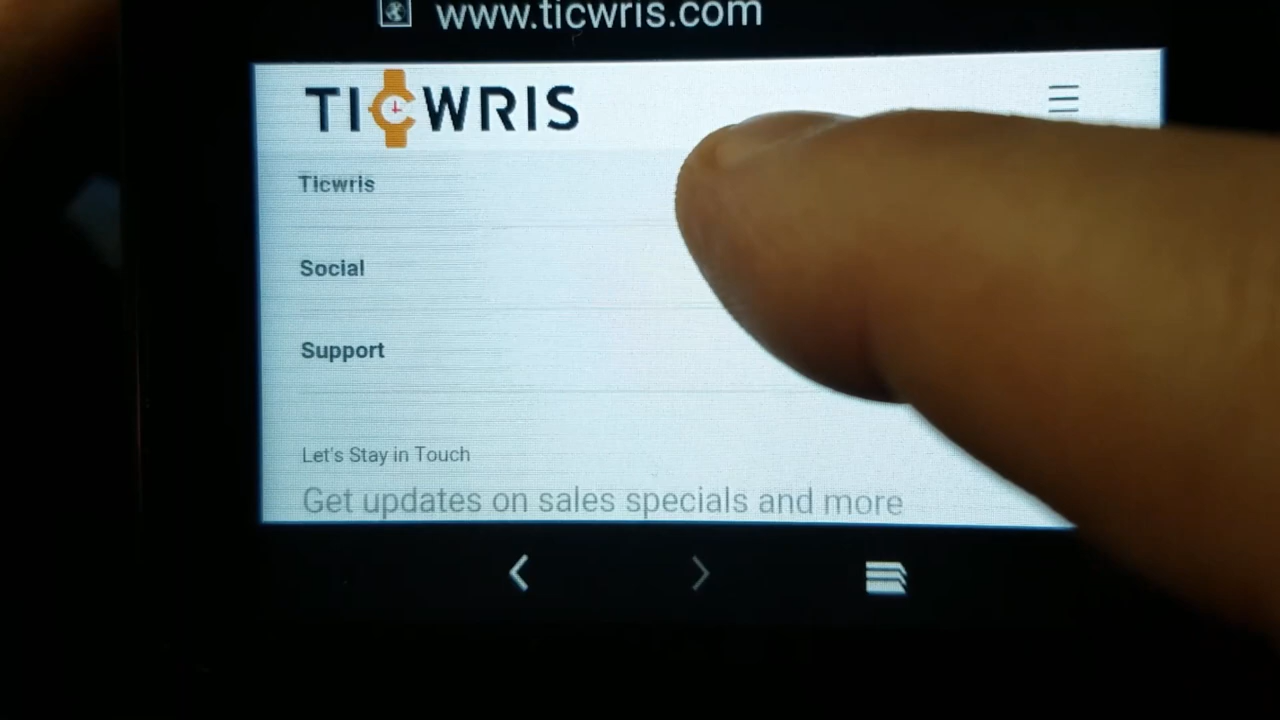 www.ticwris.com
TICWRIS
Ticwris
Social
Support
Let's Stay in Touch
Get updates on sales specials and more